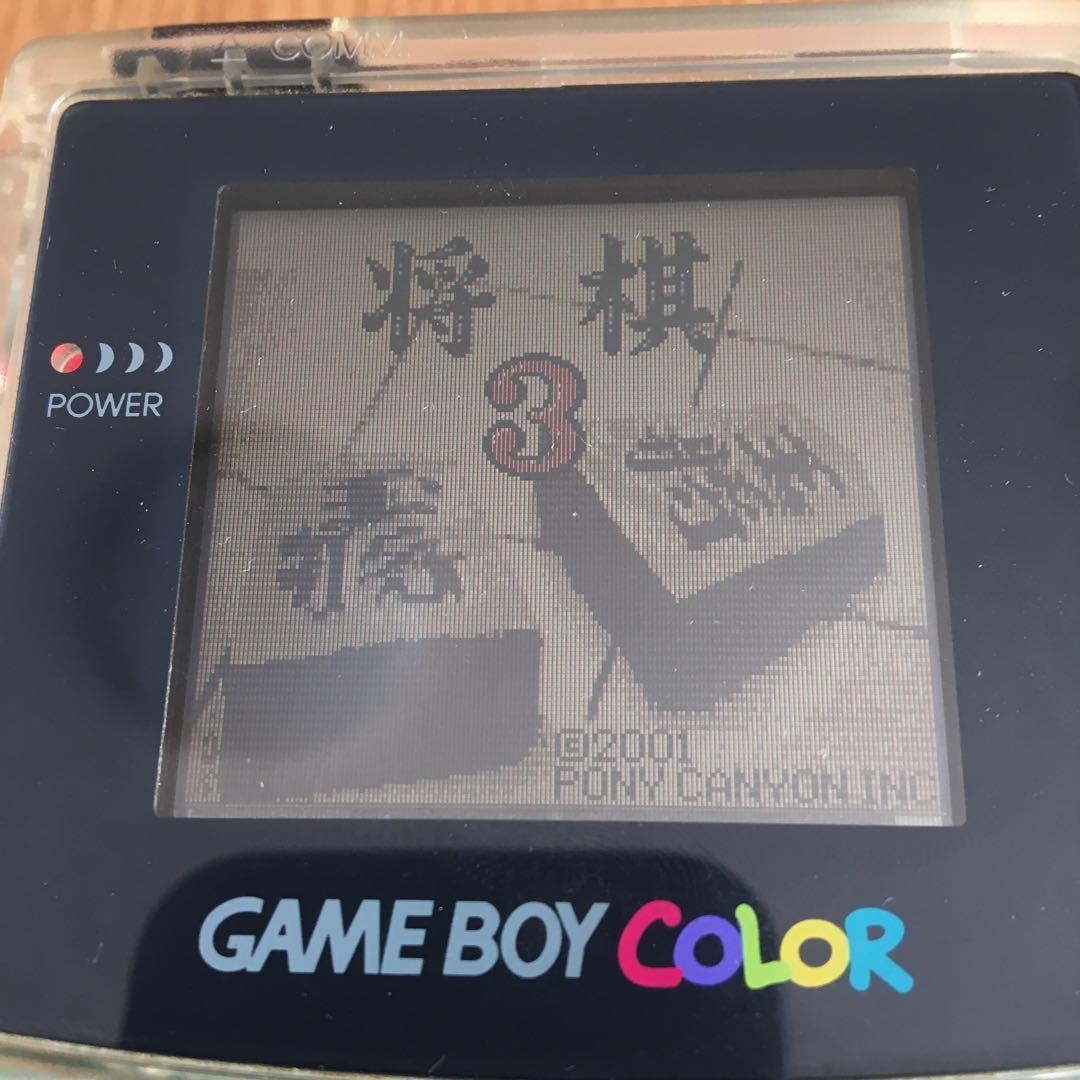 COMM.
将棋
3
POWER
©2001
PONY CANYON INC
GAME BOY COLOR